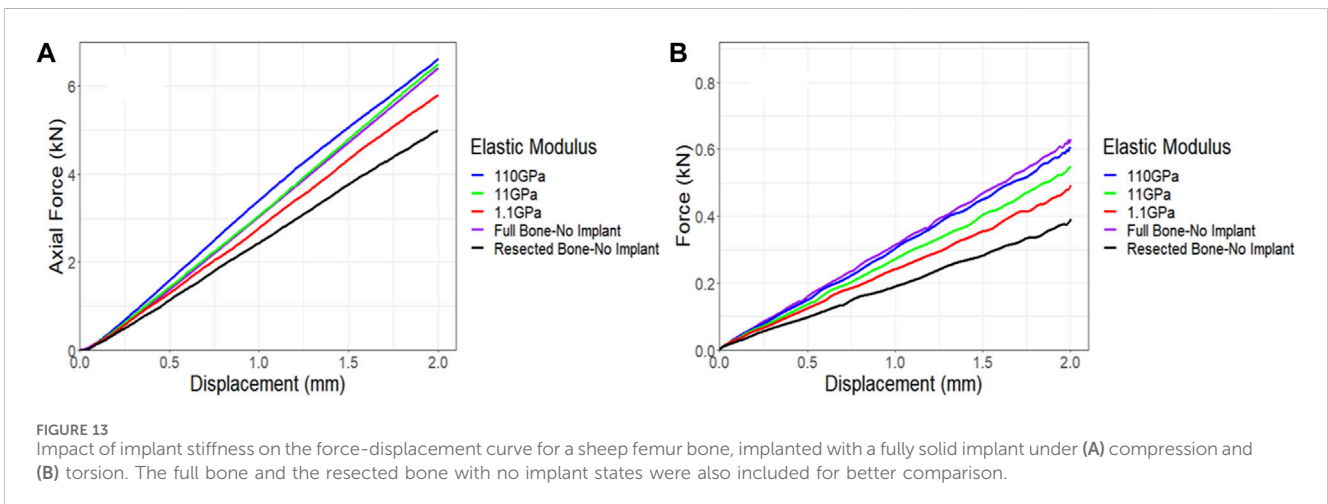 A
Axial Force (kN)
6
4
2
0
0.0 0.5 1.0 1.5 2.0
Displacement (mm)
Elastic Modulus
110GPa
11GPa
1.1GPa
Full Bone-No Implant
Resected Bone-No Implant
B
Force (kN)
0.8
0.6
0.4
0.2
0.0
0.0 0.5 1.0 1.5 2.0
Displacement (mm)
Elastic Modulus
110GPa
11GPa
1.1GPa
Full Bone-No Implant
Resected Bone-No Implant
FIGURE 13
Impact of implant stiffness on the force-displacement curve for a sheep femur bone, implanted with a fully solid implant under (A) compression and
(B) torsion. The full bone and the resected bone with no implant states were also included for better comparison.